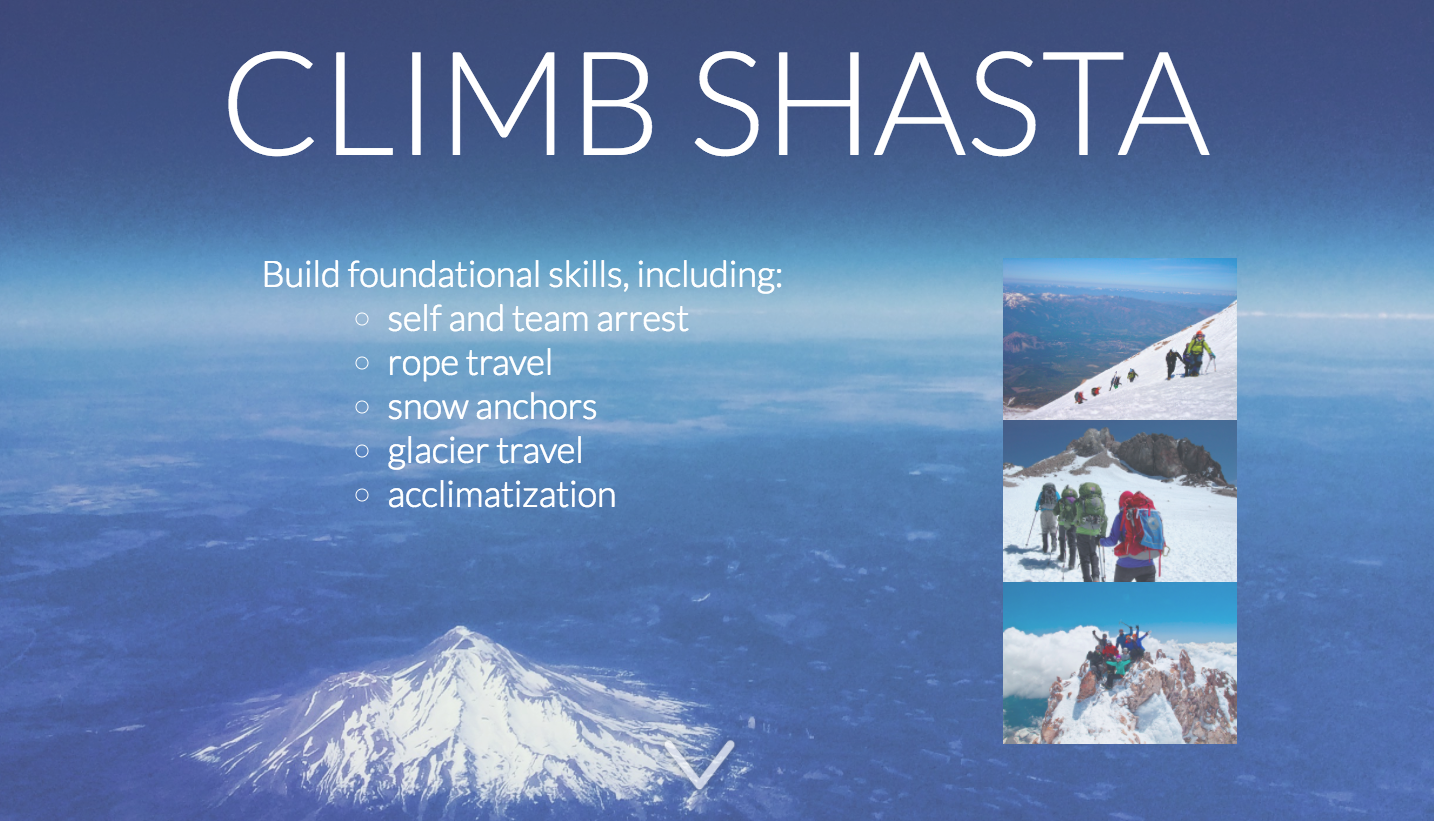 CLIMB SHASTA
Build foundational skills, including:
self and team arrest
rope travel
snow anchors
glacier travel
acclimatization